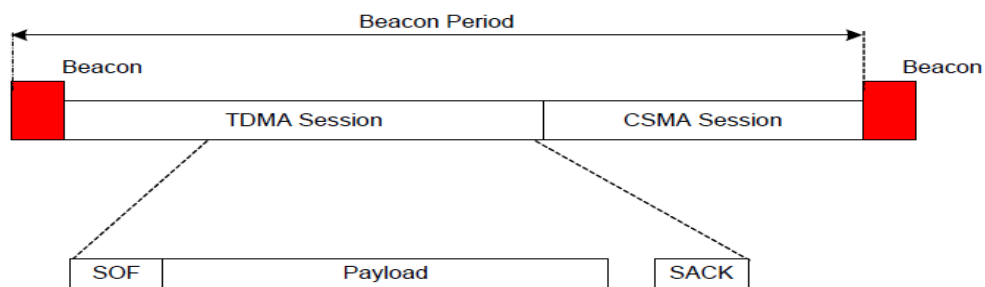 Beacon Period
Beacon
Beacon
TDMA Session
CSMA Session
SOF
Payload
SACK